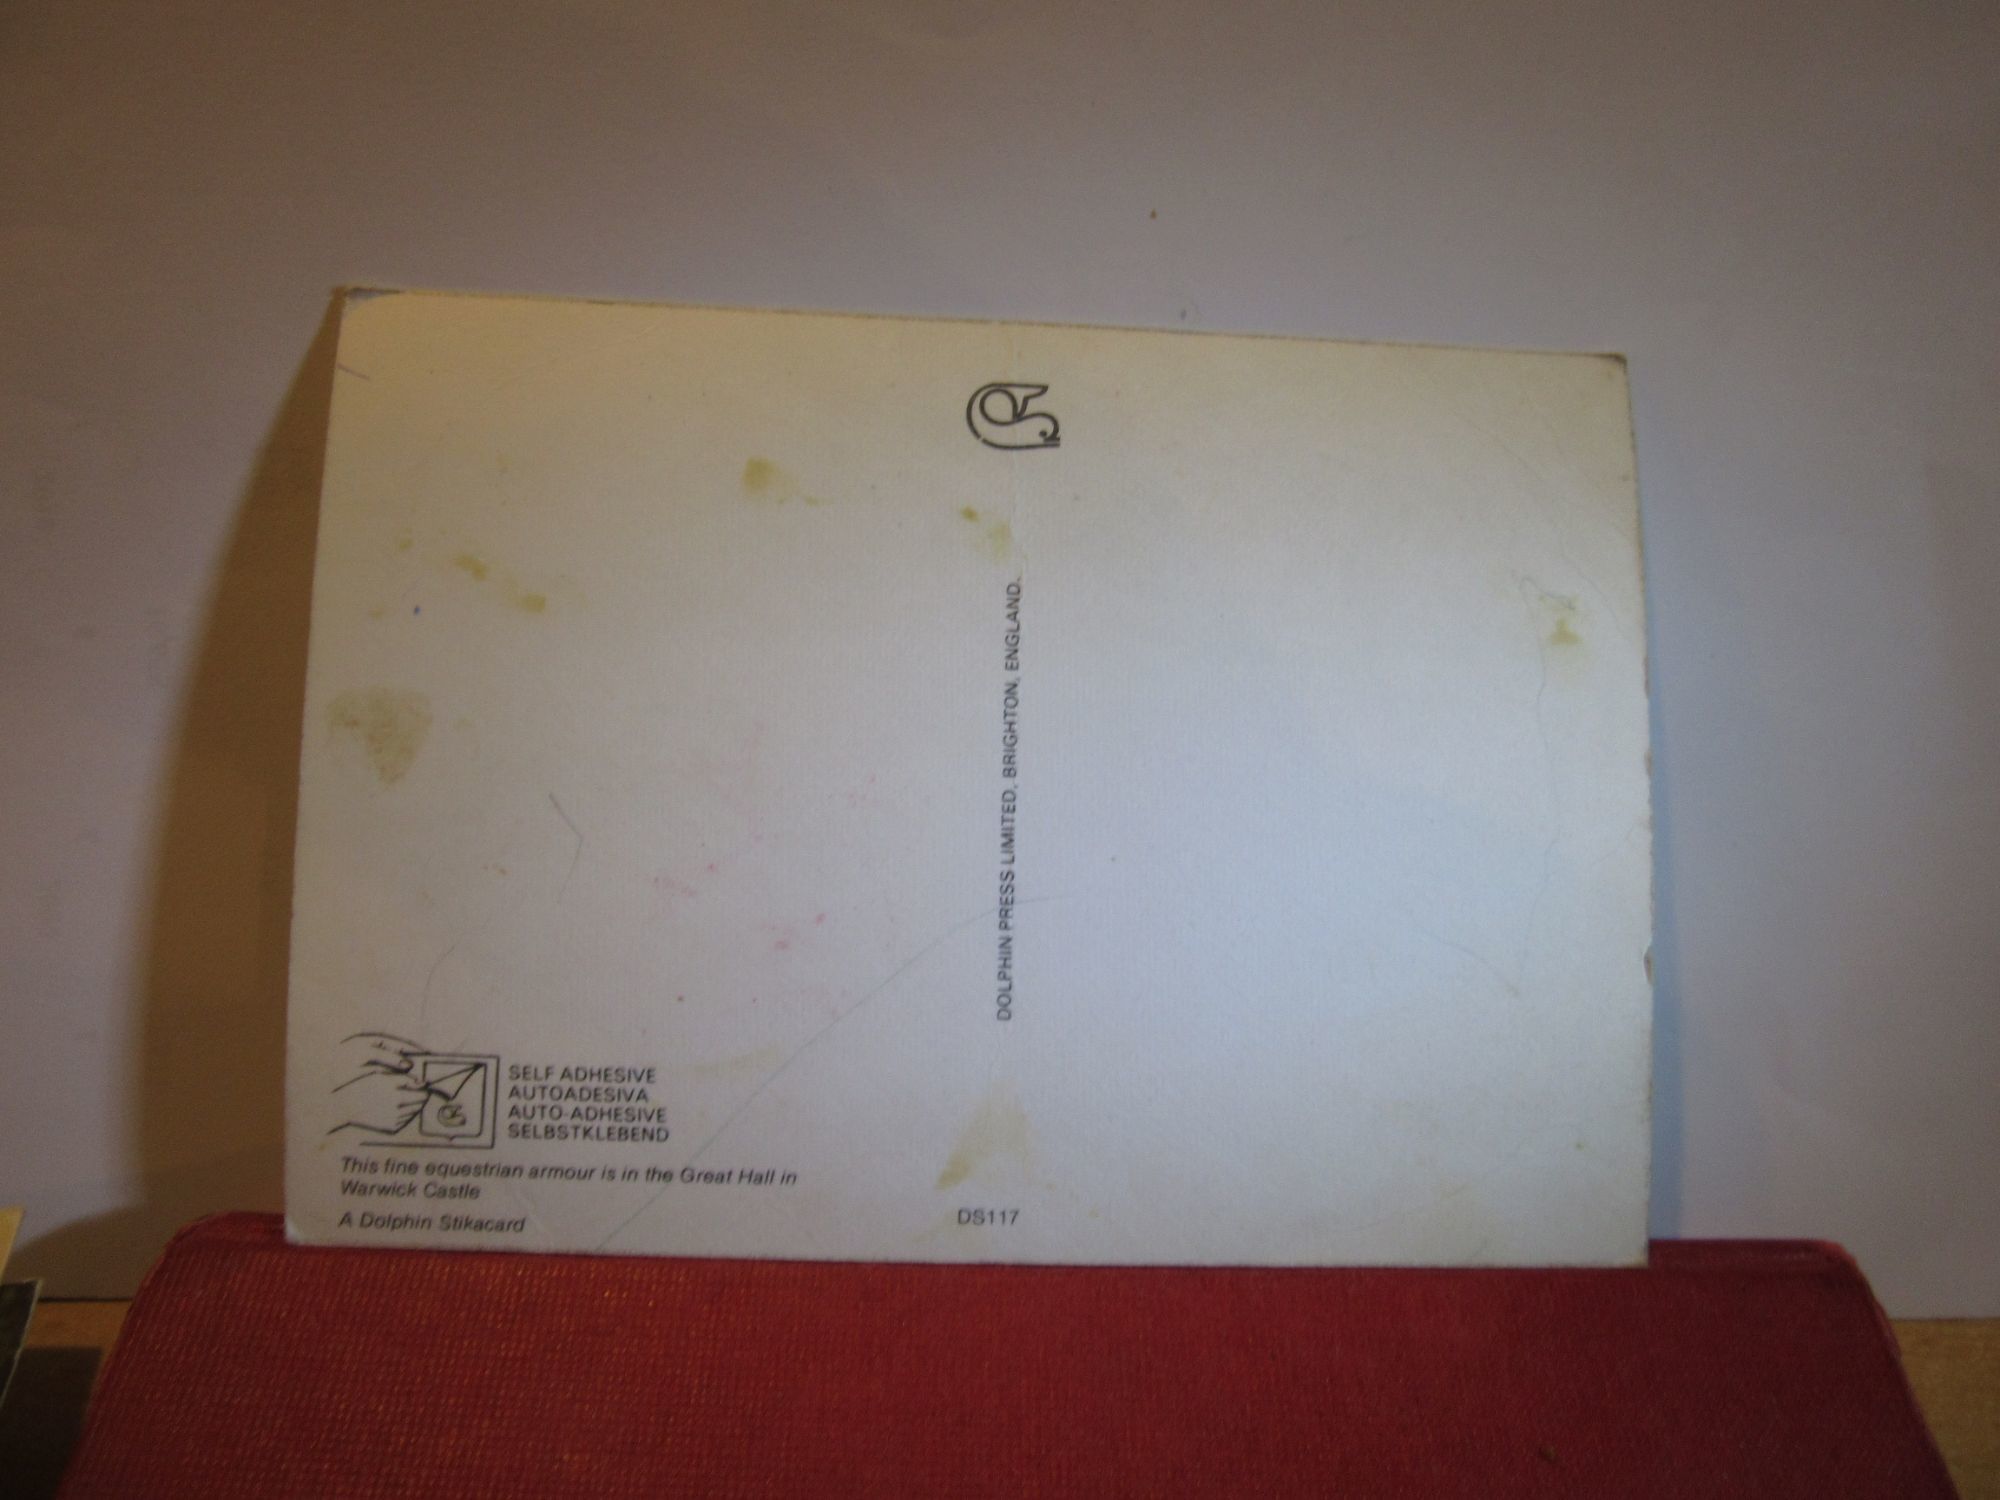 DOLPHIN PRESS LIMITED, BRIGHTON, ENGLAND.
SELF ADHESIVE
AUTOADESIVA
AUTO-ADHESIVE
SELBSTKLEBEND
This fine equestrian armour is in the Great Hall in
Warwick Castle
A Dolphin Stikacard
DS117